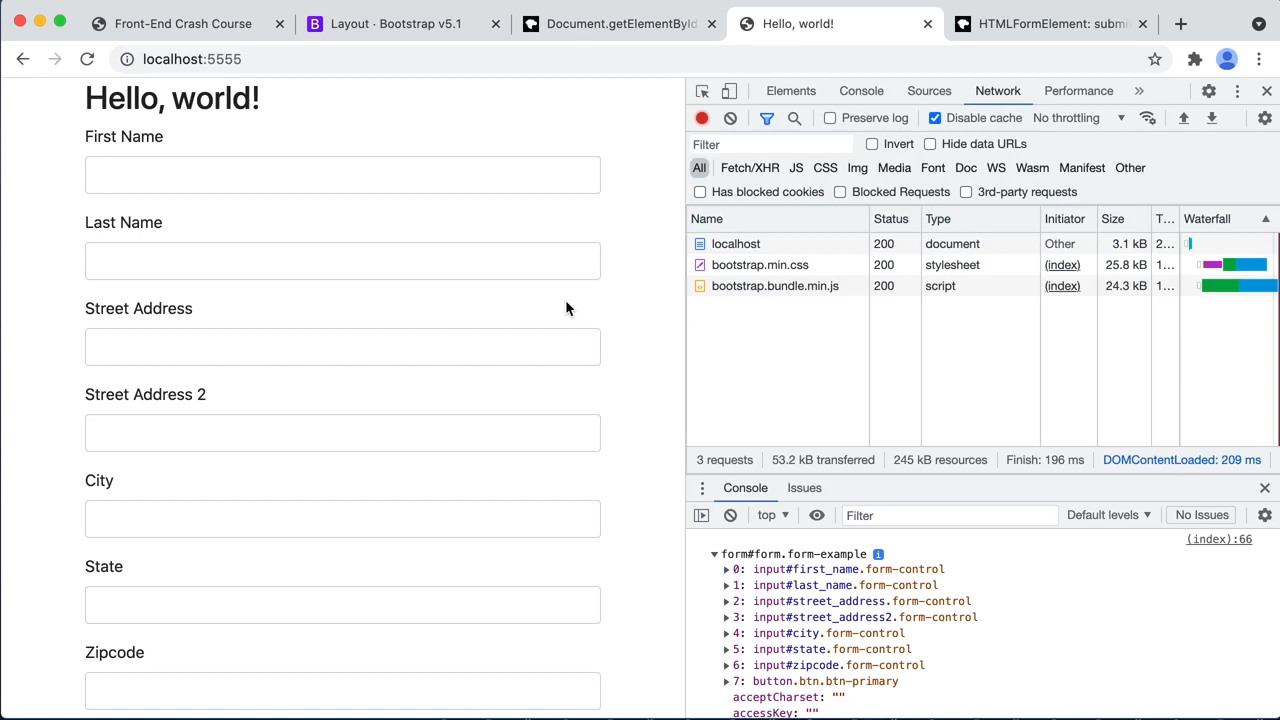 Front-End Crash Course
Layout · Bootstrap v5.1
Document.getElementById
Hello, world!
HTMLFormElement: submi
localhost:5555
Hello, world!
First Name
Last Name
Street Address
Street Address 2
City
State
Zipcode
Elements Console Sources Network Performance »
Preserve log Disable cache No throttling
Filter Invert Hide data URLs
All Fetch/XHR JS CSS Img Media Font Doc WS Wasm Manifest Other
Has blocked cookies Blocked Requests 3rd-party requests
Name Status Type Initiator Size T... Waterfall
localhost 200 document Other 3.1 kB 2...
bootstrap.min.css 200 stylesheet (index) 25.8 kB 1...
bootstrap.bundle.min.js 200 script (index) 24.3 kB 1...
3 requests 53.2 kB transferred 245 kB resources Finish: 196 ms DOMContentLoaded: 209 ms
Console Issues
top Filter Default levels No Issues
(index):66
form#form.form-example i
0: input#first_name.form-control
1: input#last_name.form-control
2: input#street_address.form-control
3: input#street_address2.form-control
4: input#city.form-control
5: input#state.form-control
6: input#zipcode.form-control
7: button.btn.btn-primary
acceptCharset: ""
accessKey: ""